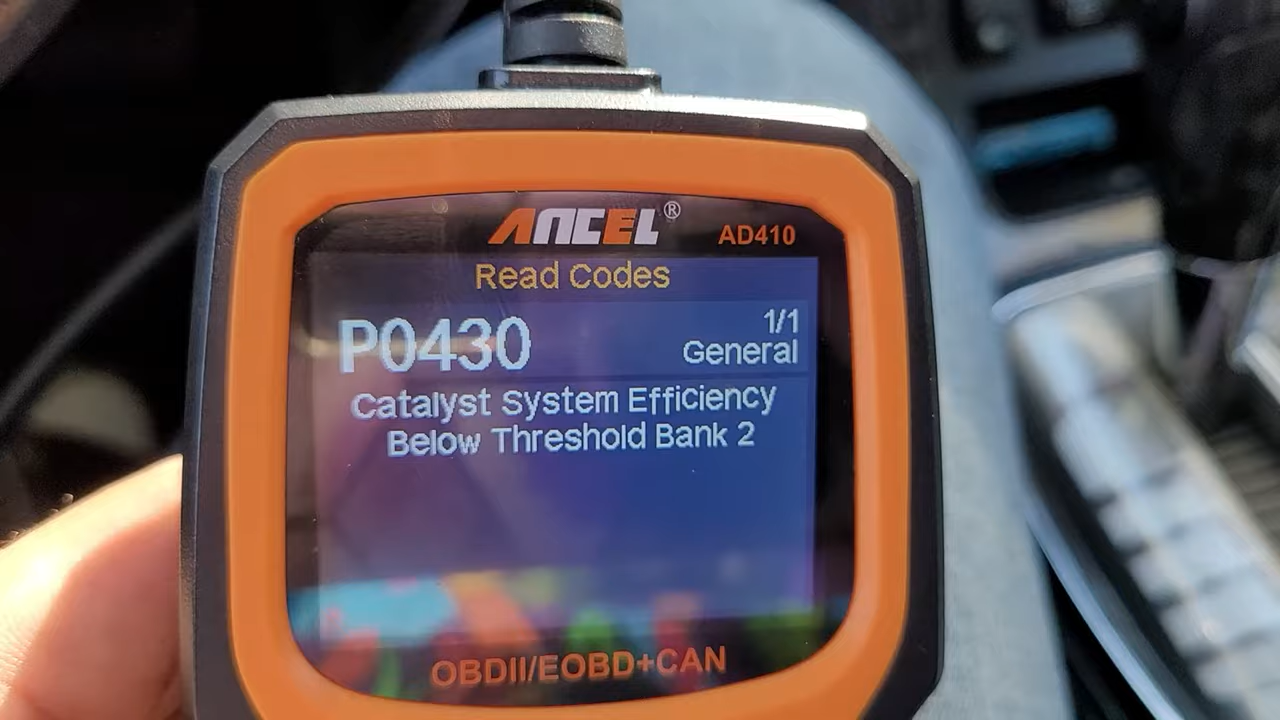 ANCEL®
AD410
Read Codes
P0430
1/1
General
Catalyst System Efficiency
Below Threshold Bank 2
OBDII/EOBD+CAN